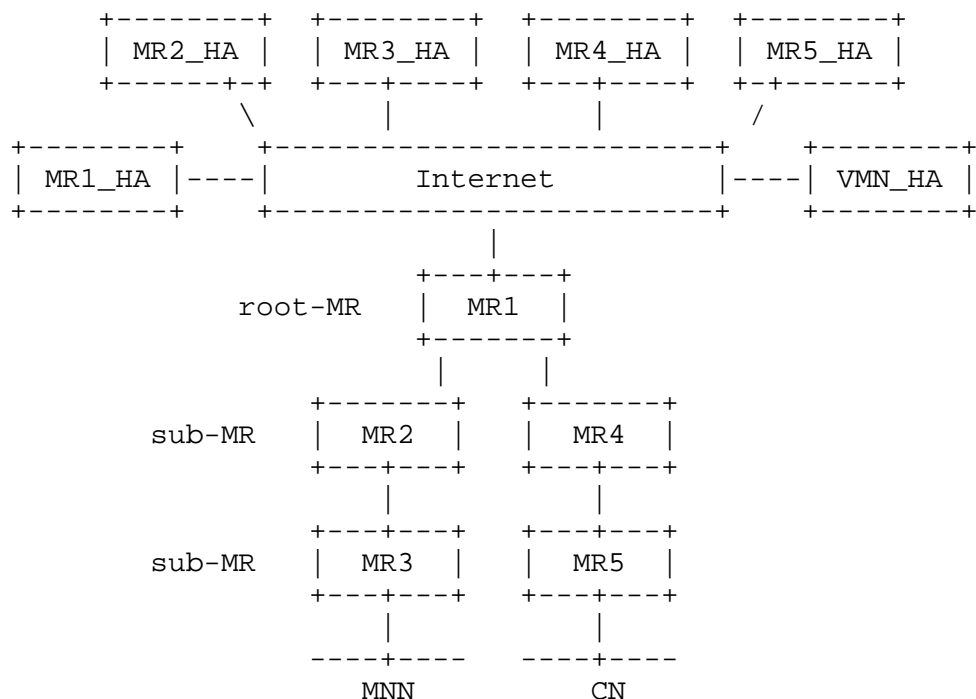 MR2_HA MR3_HA MR4_HA MR5_HA
MR1_HA Internet VMN_HA
root-MR MR1
sub-MR MR2 MR4
sub-MR MR3 MR5
MNN CN